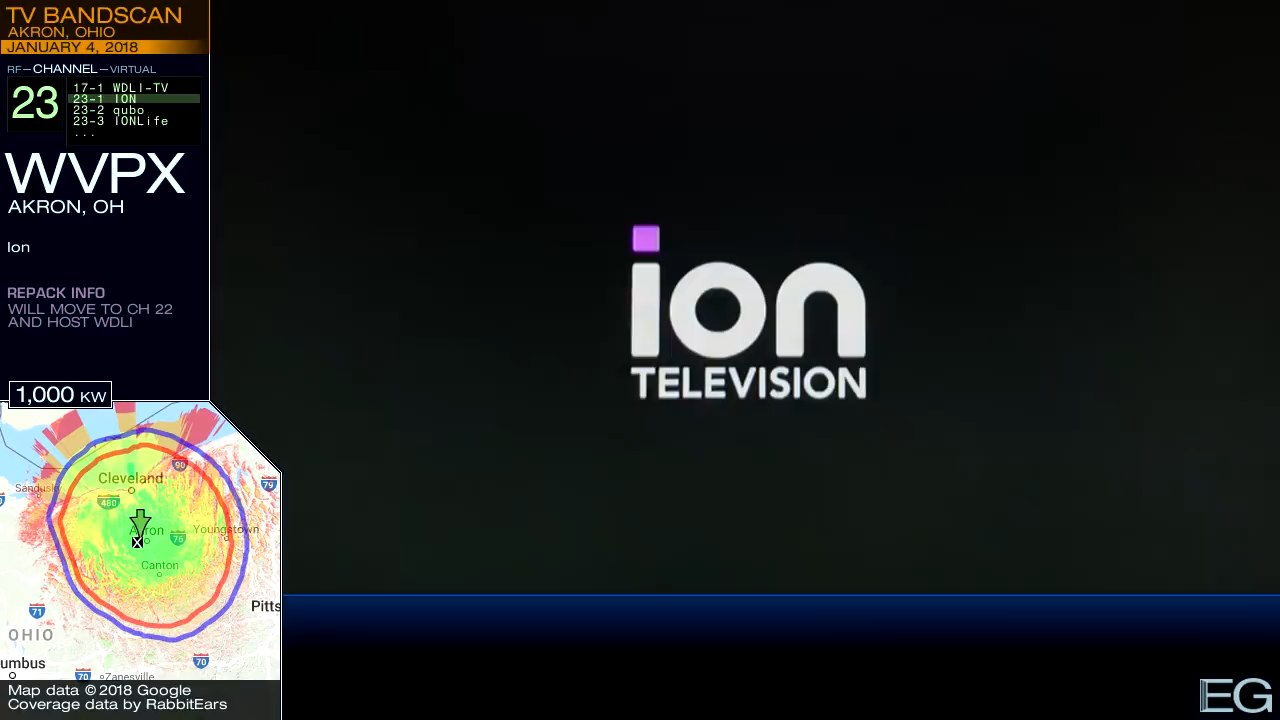 TV BANDSCAN
AKRON, OHIO
JANUARY 4, 2018
RF–CHANNEL–VIRTUAL
23
17-1 WDLI-TV
23-1 ION
23-2 qubo
23-3 IONLife
...
WVPX
AKRON, OH
Ion
REPACK INFO
WILL MOVE TO CH 22
AND HOST WDLI
1,000 KW
ion
TELEVISION
90
Cleveland
79
Sandusky
480
Akron
76
Youngstown
Canton
71
Pitts
OHIO
70
umbus
70
Zanesville
Map data ©2018 Google
Coverage data by RabbitEars
EG